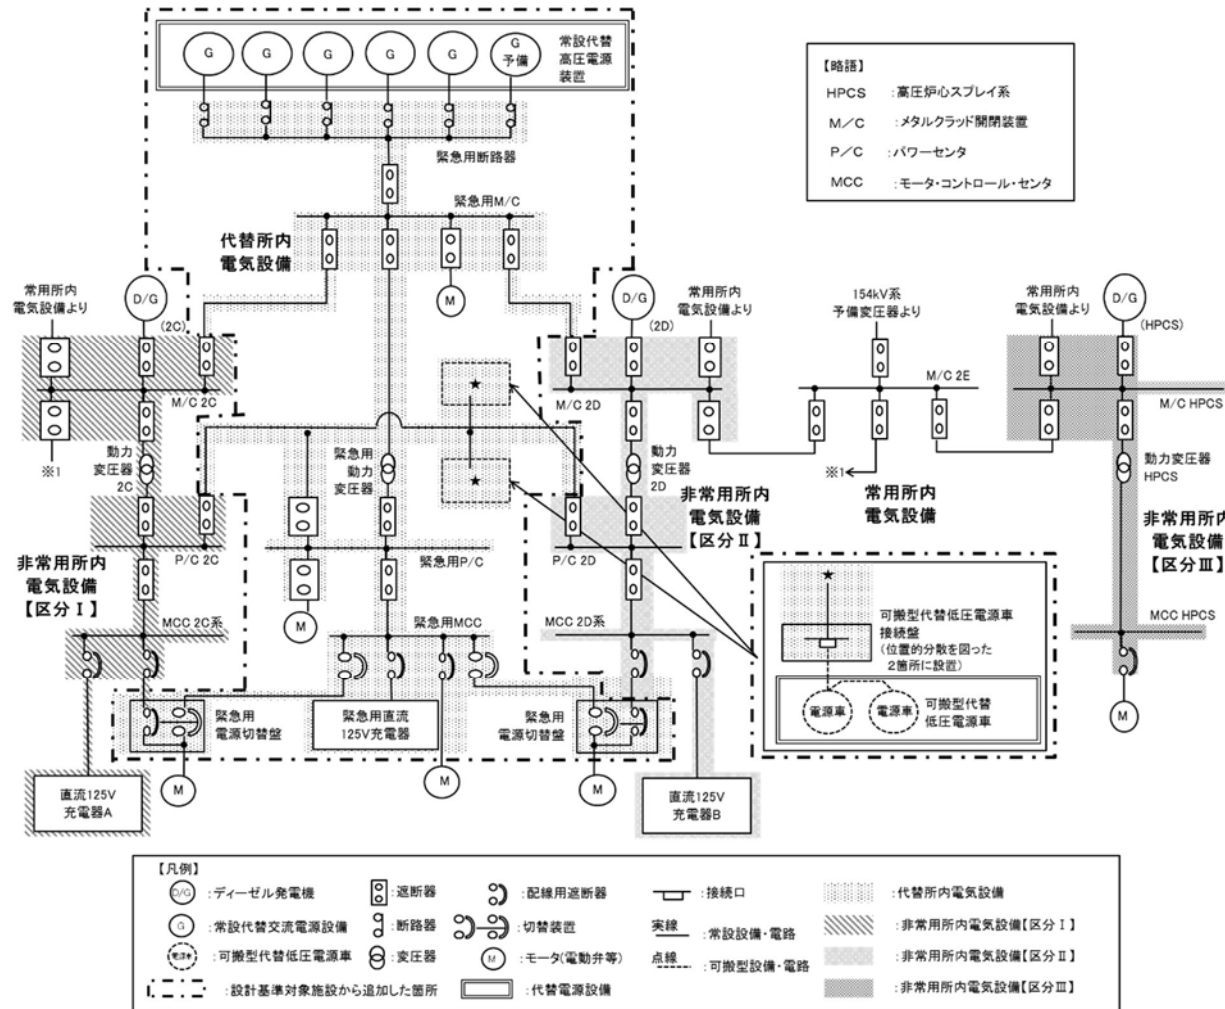 G
G
G
G
G
G
予備
常設代替
高圧電源
装置
【略語】
HPCS :高圧炉心スプレイ系
M/C :メタルクラッド開閉装置
P/C :パワーセンタ
MCC :モータ・コントロール・センタ
緊急用断路器
緊急用M/C
代替所内
電気設備
M
常用所内
電気設備より
D/G
(2C)
D/G
(2D)
常用所内
電気設備より
154kV系
予備変圧器より
常用所内
電気設備より
D/G
(HPCS)
M/C 2C
★
M/C 2D
M/C 2E
M/C HPCS
※1
動力
変圧器
2C
緊急用
動力
変圧器
★
動力
変圧器
2D
※1
動力変圧器
HPCS
非常用所内
電気設備
【区分Ⅱ】
常用所内
電気設備
非常用所内
電気設備
【区分Ⅲ】
P/C 2C
緊急用P/C
P/C 2D
非常用所内
電気設備
【区分Ⅰ】
M
MCC 2C系
緊急用MCC
MCC 2D系
MCC HPCS
★
可搬型代替低圧電源車
接続盤
(位置的分散を図った
2箇所に設置)
電源車
電源車
可搬型代替
低圧電源車
緊急用
電源切替盤
緊急用直流
125V充電器
緊急用
電源切替盤
M
M
M
M
直流125V
充電器A
直流125V
充電器B
【凡例】
D/G :ディーゼル発電機
:遮断器
:配線用遮断器
:接続口
:代替所内電気設備
G :常設代替交流電源設備
:断路器
:切替装置
実線 :常設設備・電路
:非常用所内電気設備【区分Ⅰ】
電源車 :可搬型代替低圧電源車
:変圧器
M :モータ(電動弁等)
点線 :可搬型設備・電路
:非常用所内電気設備【区分Ⅱ】
:設計基準対象施設から追加した箇所
:代替電源設備
:非常用所内電気設備【区分Ⅲ】